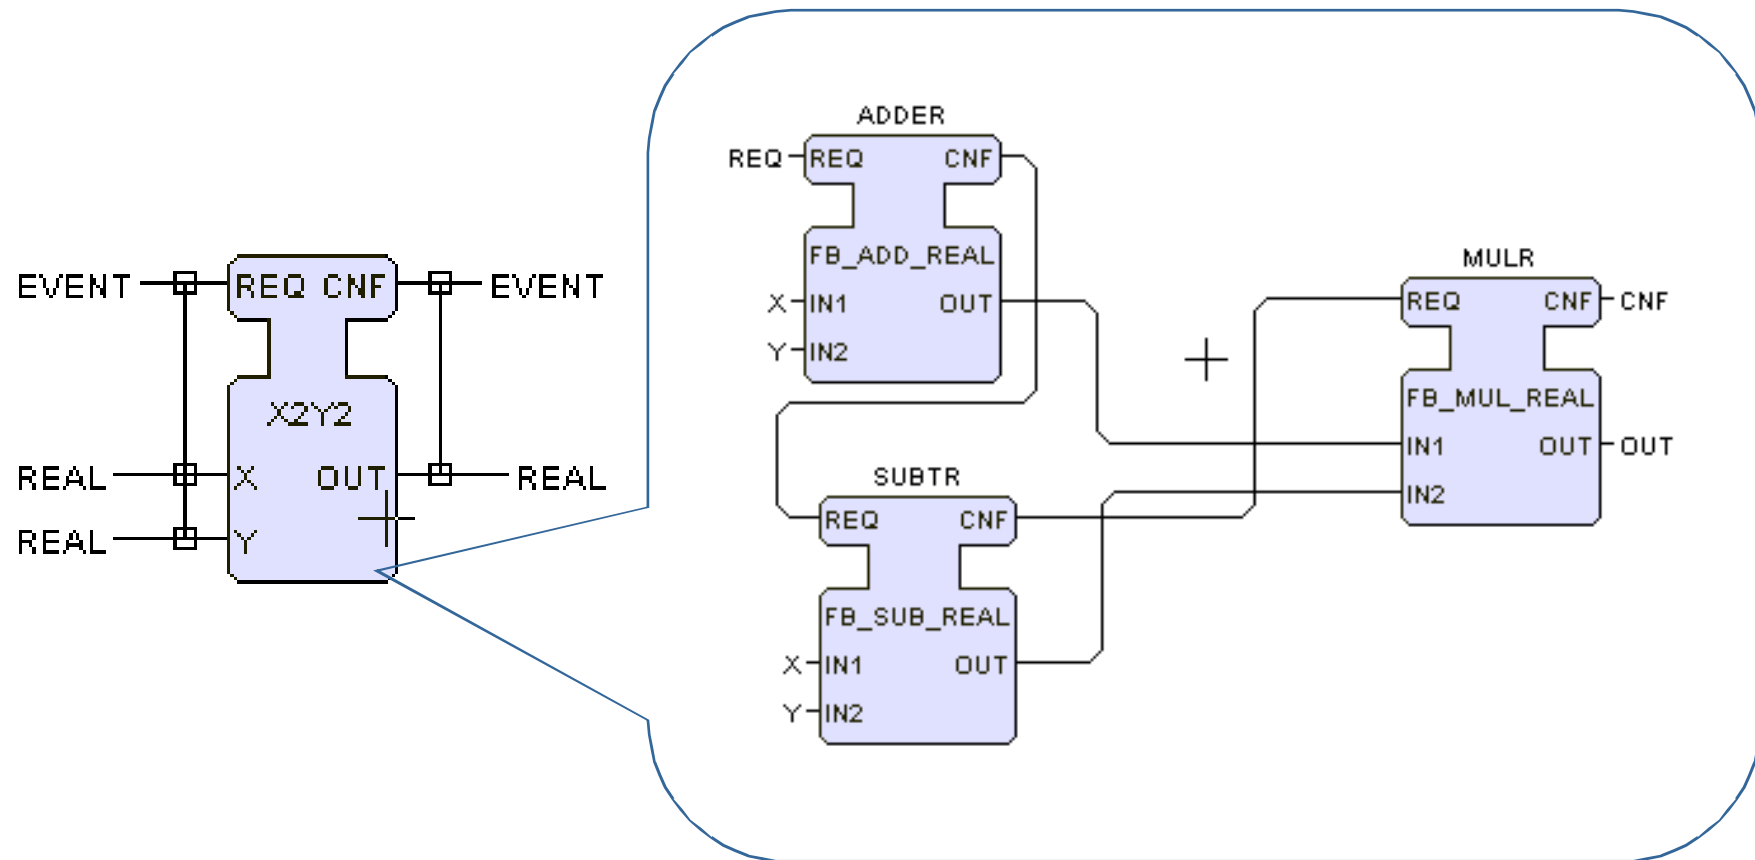 EVENT REQ CNF EVENT
X2Y2
REAL X OUT REAL
REAL Y
ADDER
REQ REQ CNF
FB_ADD_REAL
X IN1 OUT
Y IN2
SUBTR
REQ CNF
FB_SUB_REAL
X IN1 OUT
Y IN2
MULR
REQ CNF CNF
FB_MUL_REAL
IN1 OUT OUT
IN2